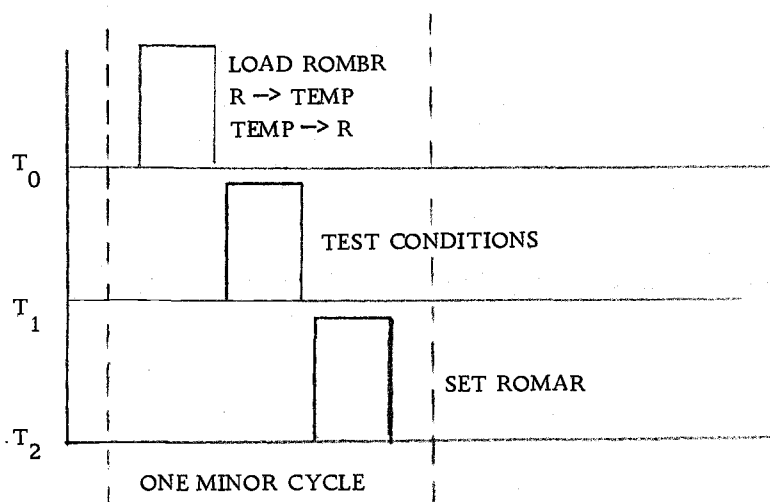 LOAD ROMBR
R -> TEMP
TEMP -> R
T0
TEST CONDITIONS
T1
SET ROMAR
T2
ONE MINOR CYCLE